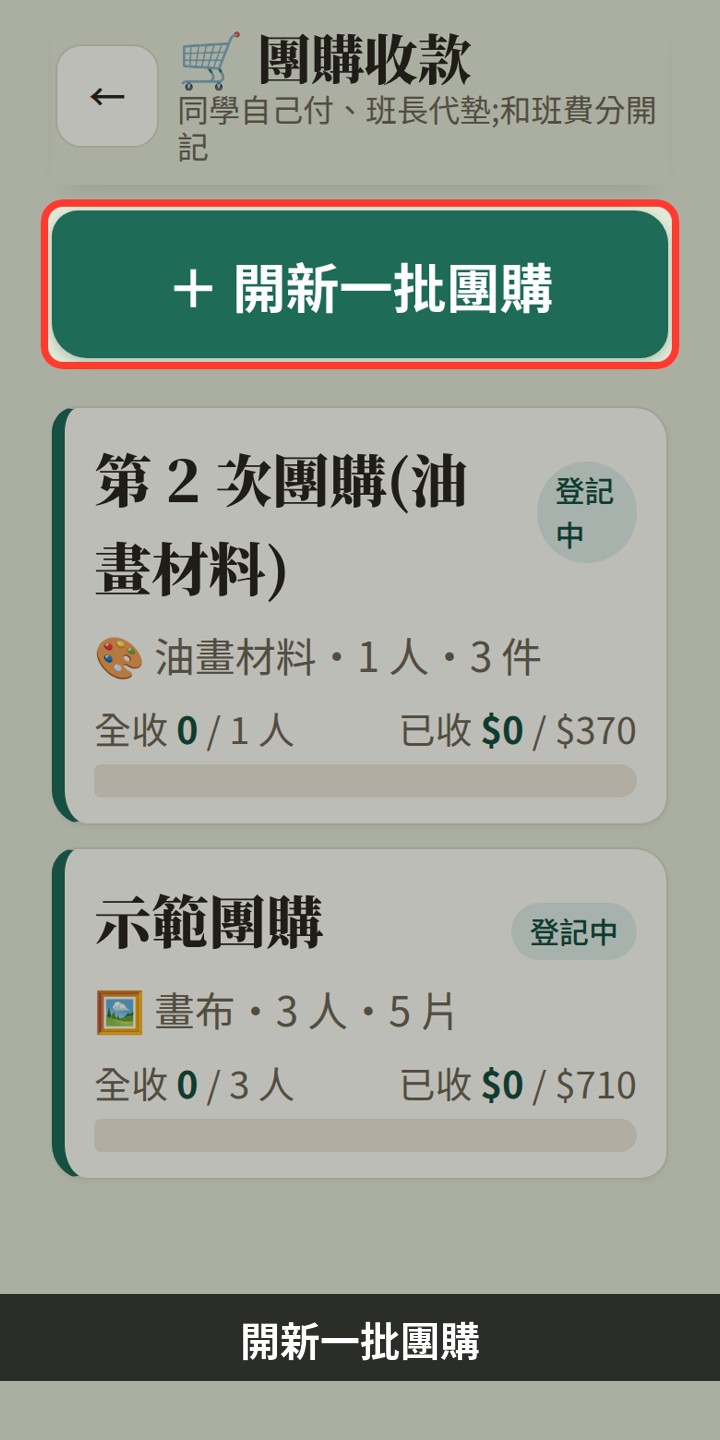 ←
🛒 團購收款
同學自己付、班長代墊;和班費分開
記
＋ 開新一批團購
第 2 次團購(油
畫材料)
登記
中
🎨 油畫材料・1 人・3 件
全收 0 / 1 人
已收 $0 / $370
示範團購
登記中
🖼️ 畫布・3 人・5 片
全收 0 / 3 人
已收 $0 / $710
開新一批團購